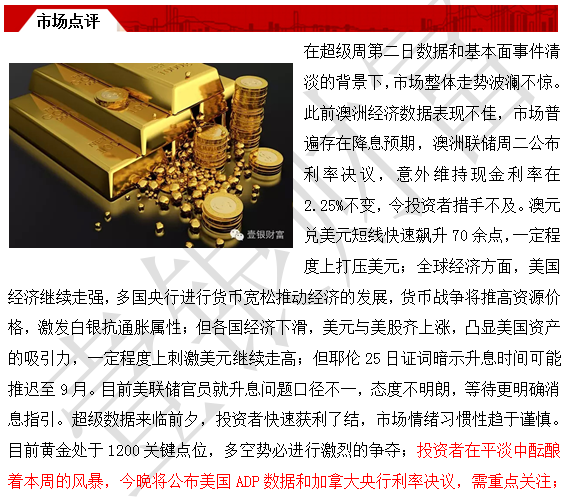 市场点评
在超级周第二日数据和基本面事件清
淡的背景下,市场整体走势波澜不惊。
此前澳洲经济数据表现不佳，市场普
遍存在降息预期，澳洲联储周二公布
利率决议，意外维持现金利率在
2.25%不变，令投资者措手不及。澳元
兑美元短线快速飙升 70 余点，一定程
度上打压美元；全球经济方面，美国
经济继续走强，多国央行进行货币宽松推动经济的发展，货币战争将推高资源价
格，激发白银抗通胀属性；但各国经济下滑，美元与美股齐上涨，凸显美国资产
的吸引力，一定程度上刺激美元继续走高；但耶伦 25 日证词暗示升息时间可能
推迟至 9 月。目前美联储官员就升息问题口径不一，态度不明朗，等待更明确消
息指引。超级数据来临前夕，投资者快速获利了结，市场情绪习惯性趋于谨慎。
目前黄金处于 1200 关键点位，多空势必进行激烈的争夺；投资者在平淡中酝酿
着本周的风暴，今晚将公布美国 ADP 数据和加拿大央行利率决议，需重点关注；
壹银财富
壹银财富